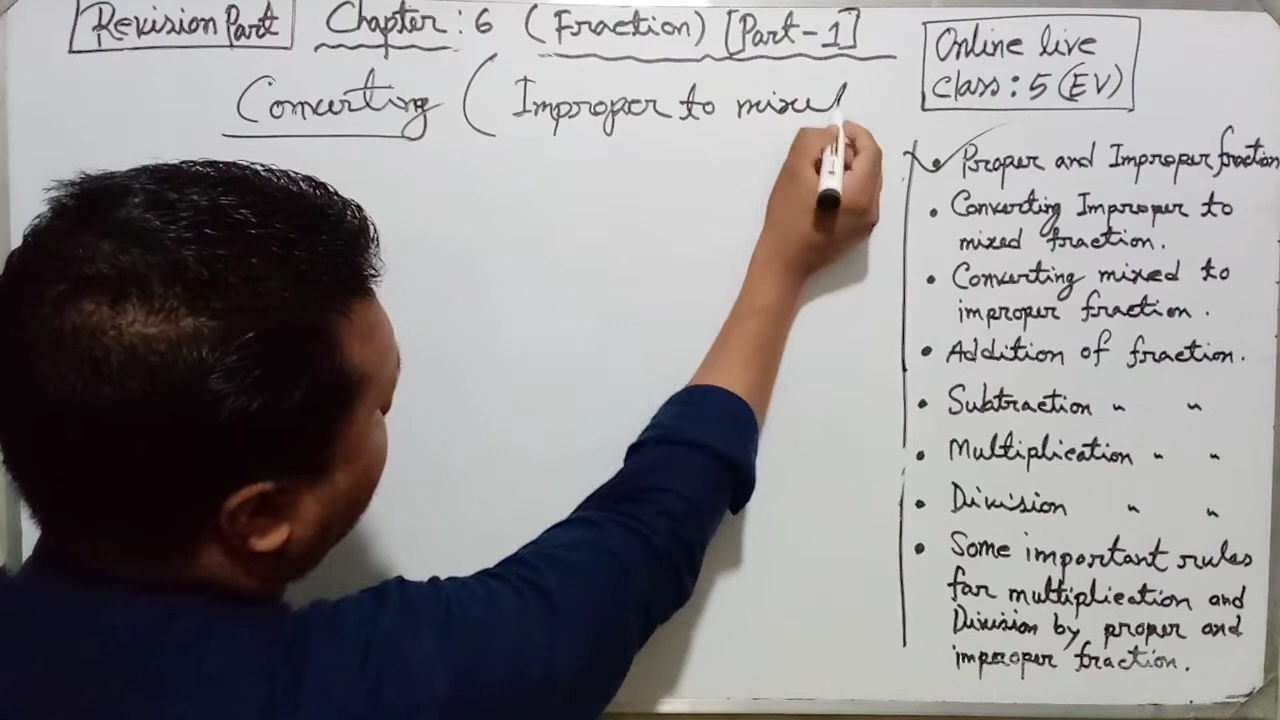 Revision Part
Chapter : 6 (Fraction) [Part-1]
Converting ( Improper to mixed
Online live
class : 5 (EV)
Proper and Improper fraction
• Converting Improper to
mixed fraction.
• Converting mixed to
improper fraction.
• Addition of fraction.
• Subtraction " "
• Multiplication " "
• Division " "
• Some important rules
for multiplication and
Division by proper and
improper fraction.